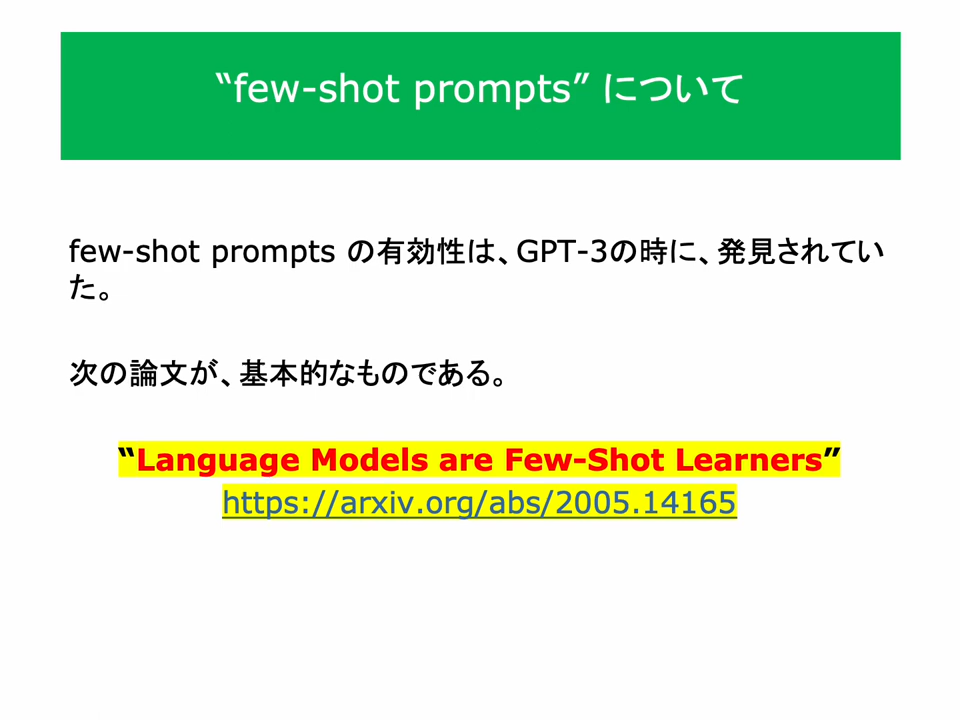 “few-shot prompts” について
few-shot prompts の有効性は、GPT-3の時に、発見されてい
た。
次の論文が、基本的なものである。
“Language Models are Few-Shot Learners”
https://arxiv.org/abs/2005.14165